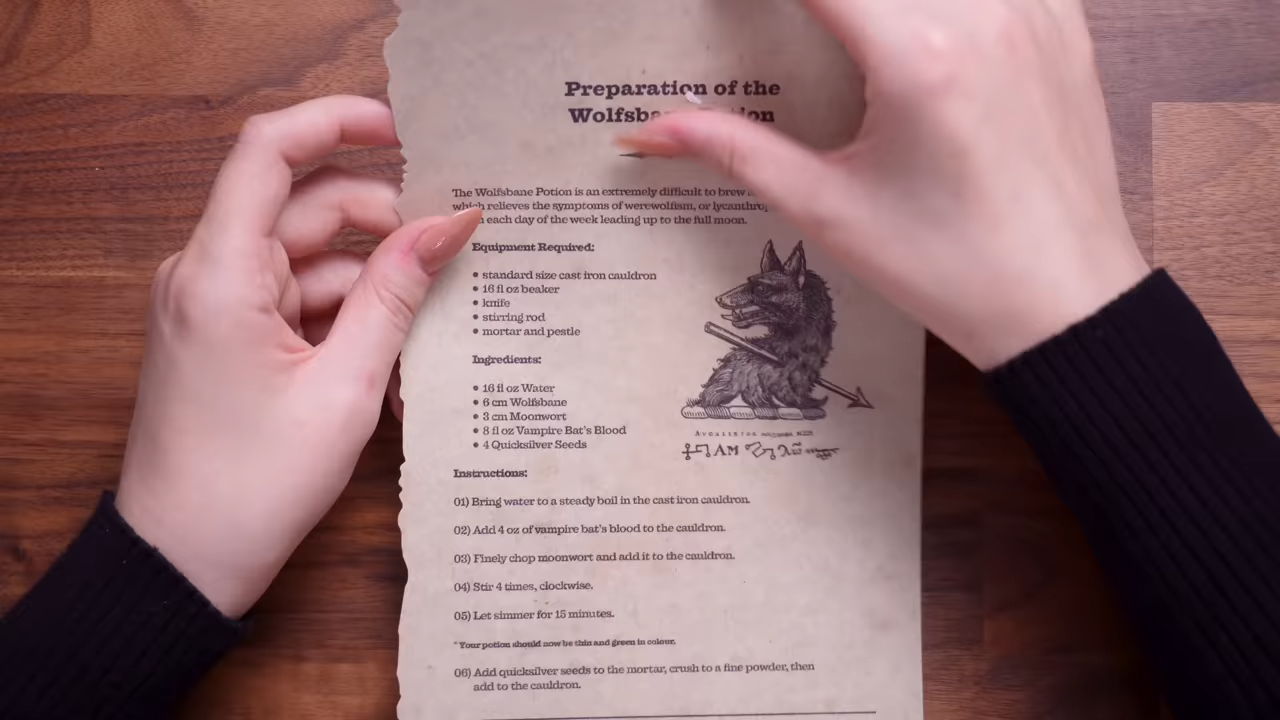 Preparation of the
Wolfsba ion
The Wolfsbane Potion is an extremely difficult to brew
which relieves the symptoms of werewolfism, or lycanthrop
each day of the week leading up to the full moon.
Equipment Required:
• standard size cast iron cauldron
• 16 fl oz beaker
• knife
• stirring rod
• mortar and pestle
Ingredients:
• 16 fl oz Water
• 6 cm Wolfsbane
• 3 cm Moonwort
• 8 fl oz Vampire Bat's Blood
• 4 Quicksilver Seeds
AM
Instructions:
01) Bring water to a steady boil in the cast iron cauldron.
02) Add 4 oz of vampire bat's blood to the cauldron.
03) Finely chop moonwort and add it to the cauldron.
04) Stir 4 times, clockwise.
05) Let simmer for 15 minutes.
* Your potion should now be thin and green in colour.
06) Add quicksilver seeds to the mortar, crush to a fine powder, then
add to the cauldron.